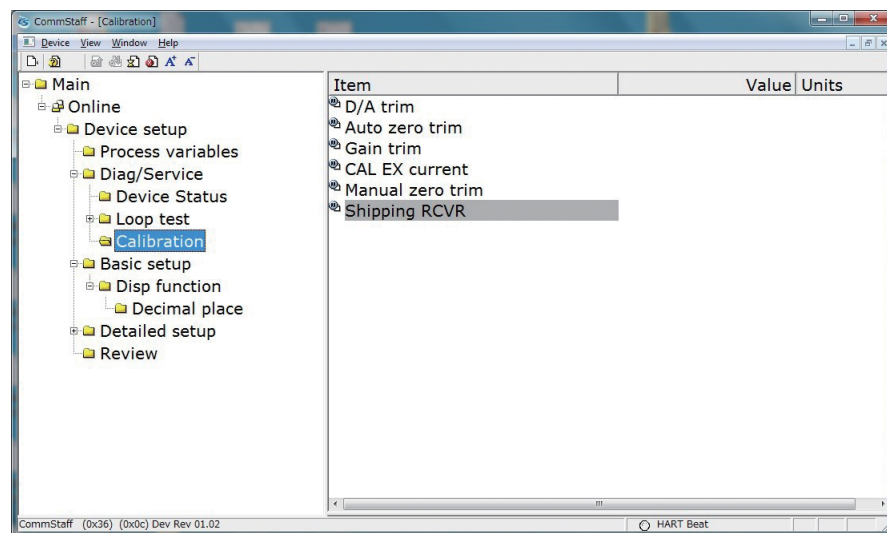 CommStaff - [Calibration]
Device View Window Help
Main
Online
Device setup
Process variables
Diag/Service
Device Status
Loop test
Calibration
Basic setup
Disp function
Decimal place
Detailed setup
Review
Item Value Units
D/A trim
Auto zero trim
Gain trim
CAL EX current
Manual zero trim
Shipping RCVR
CommStaff (0x36) (0x0c) Dev Rev 01.02 HART Beat